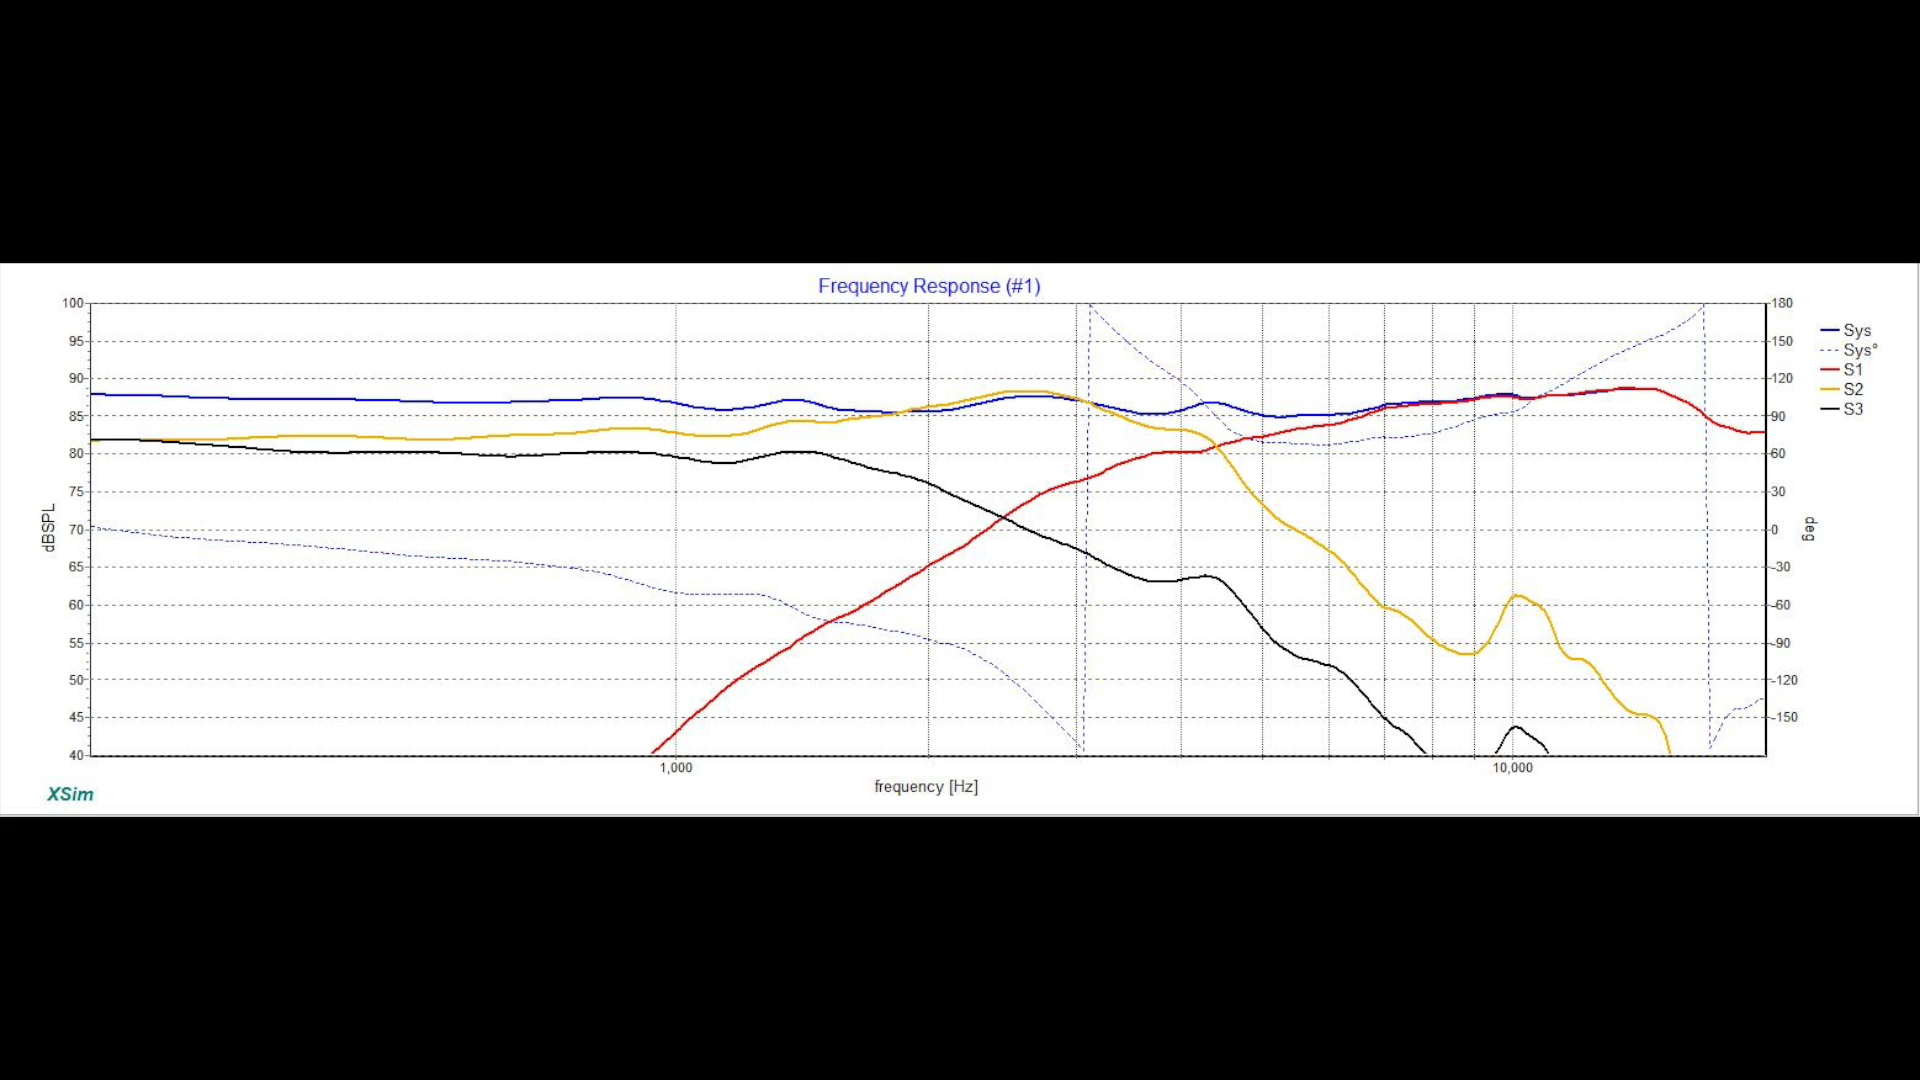 Frequency Response (#1)
100
95
90
85
80
75
70
65
60
55
50
45
40
dBSPL
180
150
120
90
60
30
0
-30
-60
-90
-120
-150
deg
Sys
Sys°
S1
S2
S3
1,000
10,000
frequency [Hz]
XSim